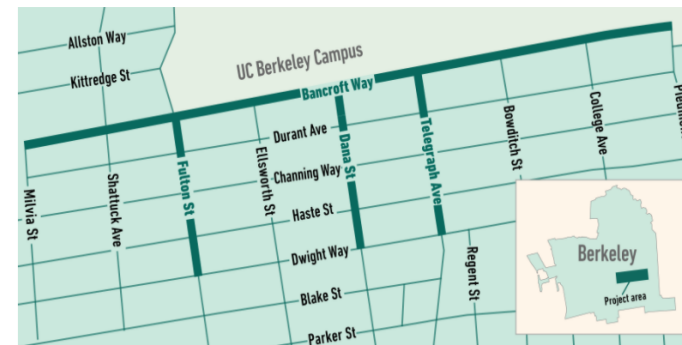 Allston Way
Kittredge St
UC Berkeley Campus
Bancroft Way
Durant Ave
Channing Way
Haste St
Dwight Way
Blake St
Parker St
Milvia St
Shattuck Ave
Fulton St
Ellsworth St
Dana St
Telegraph Ave
Regent St
Bowditch St
College Ave
Berkeley
Project area